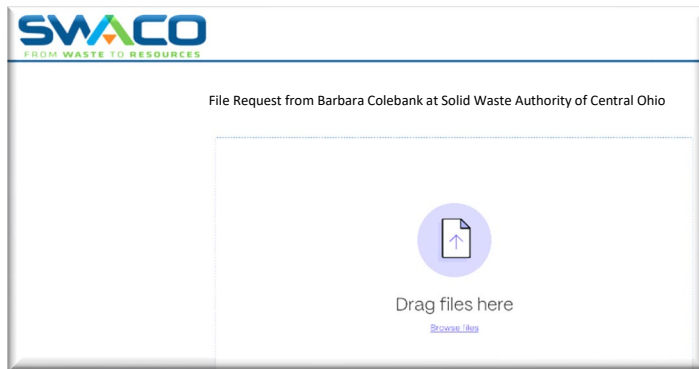 SWACO
FROM WASTE TO RESOURCES
File Request from Barbara Colebank at Solid Waste Authority of Central Ohio
Drag files here
Browse files